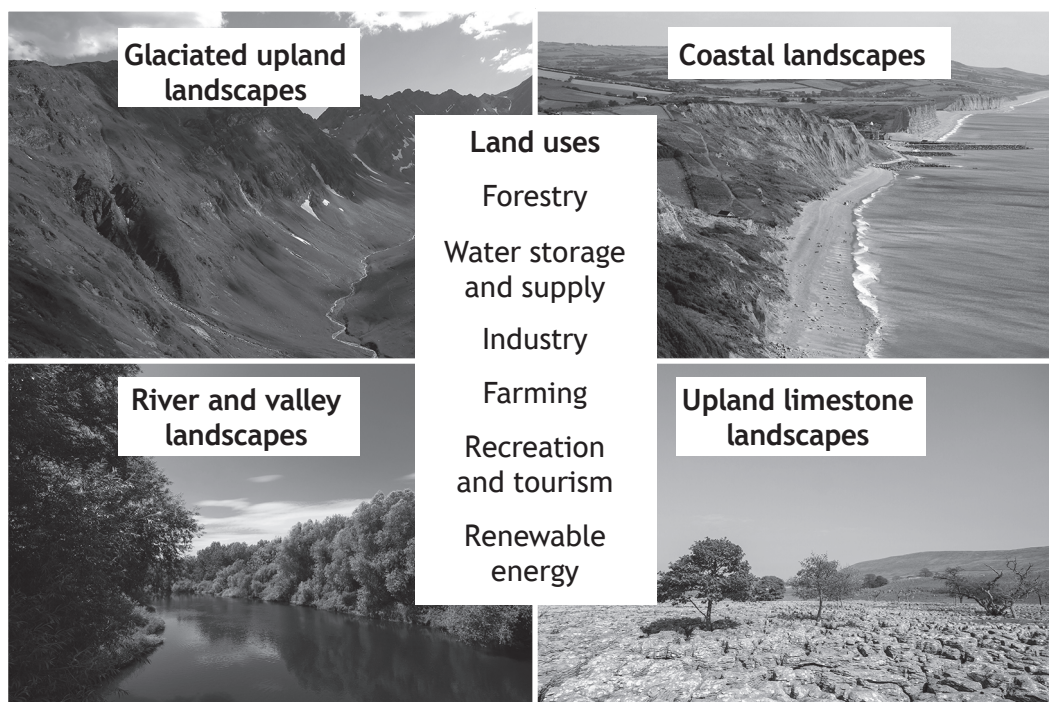 Glaciated upland
landscapes
Coastal landscapes
Land uses
Forestry
Water storage
and supply
Industry
Farming
Recreation
and tourism
Renewable
energy
River and valley
landscapes
Upland limestone
landscapes